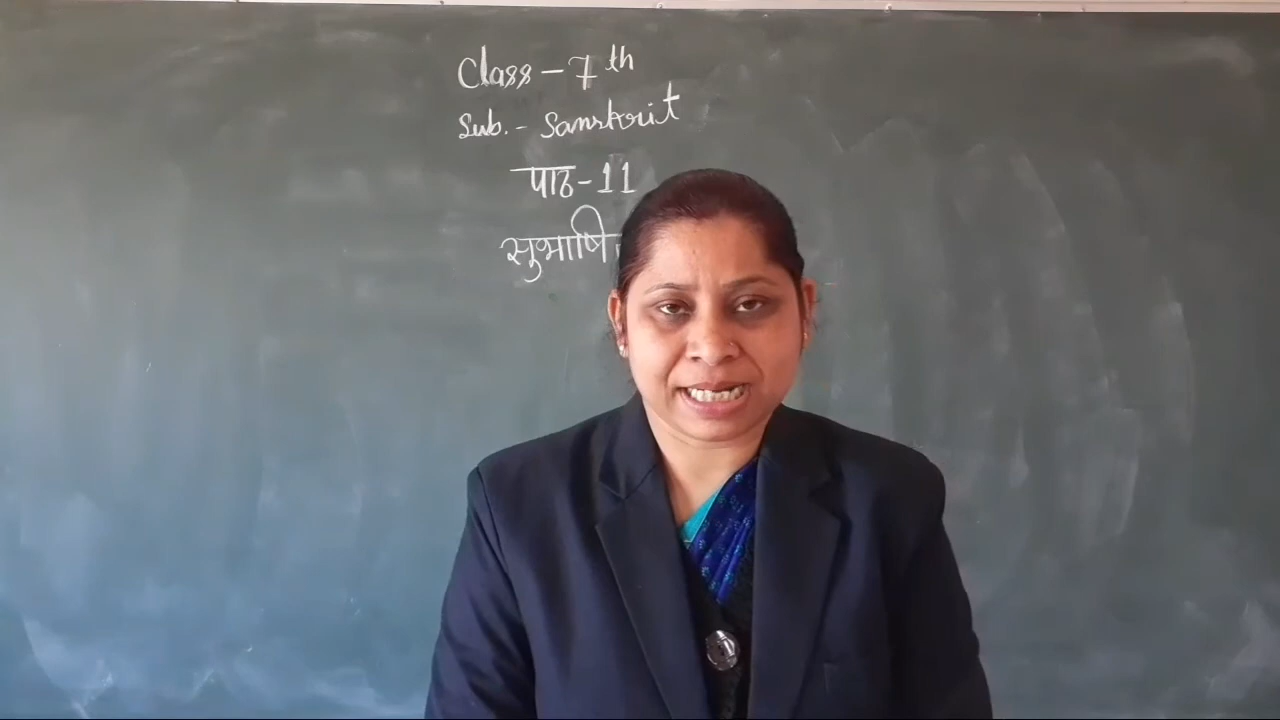 Class - 7th
Sub. - Sanskrit
पाठ - 11
सुभाषि